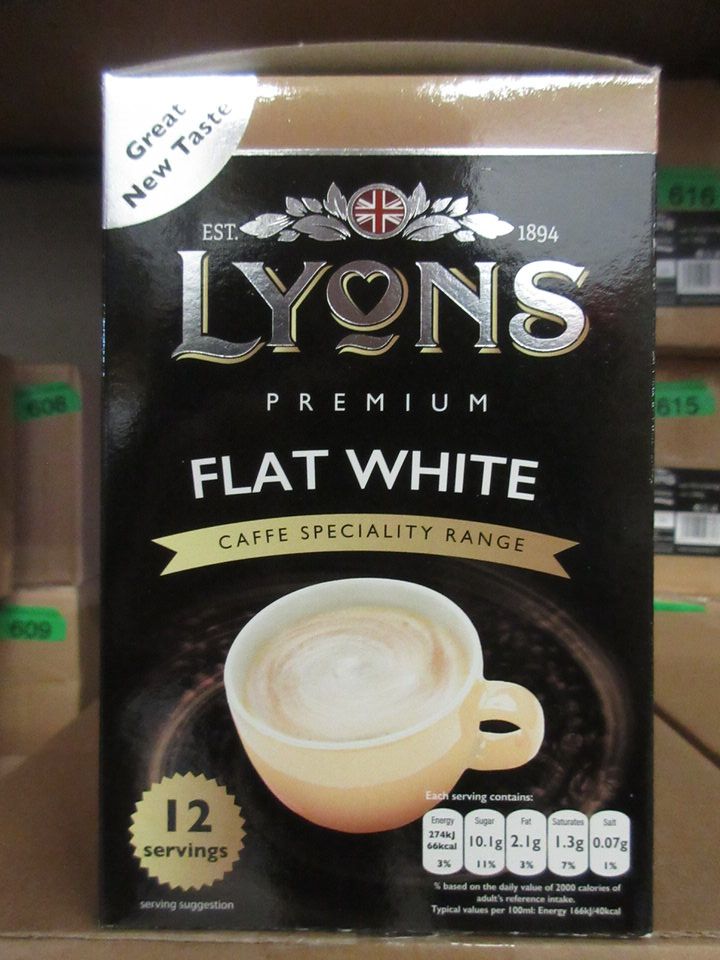 Great
New Taste
EST. 1894
LYONS
PREMIUM
FLAT WHITE
CAFFE SPECIALITY RANGE
12
servings
serving suggestion
Each serving contains:
Energy Sugar Fat Saturates Salt
274kJ
66kcal 10.1g 2.1g 1.3g 0.07g
3% 11% 3% 7% 1%
% based on the daily value of 2000 calories of
adult's reference intake.
Typical values per 100ml: Energy 166kJ/40kcal
608
609
616
615